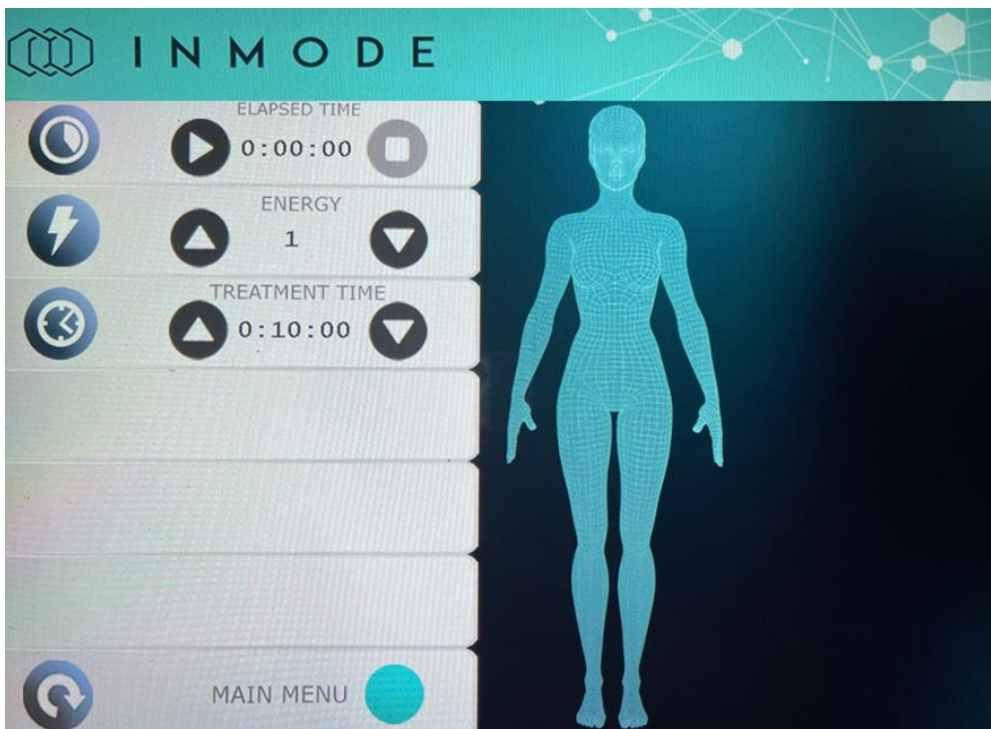 INMODE
ELAPSED TIME
0:00:00
ENERGY
1
TREATMENT TIME
0:10:00
MAIN MENU